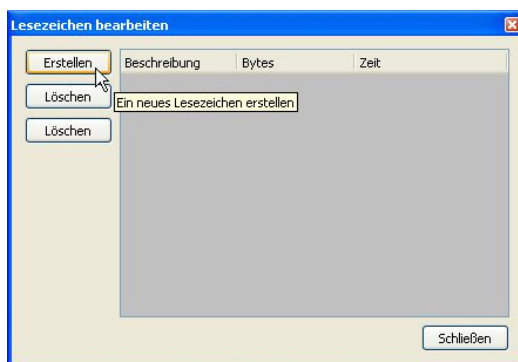 Lesezeichen bearbeiten
Erstellen
Beschreibung Bytes Zeit
Löschen
Ein neues Lesezeichen erstellen
Löschen
Schließen